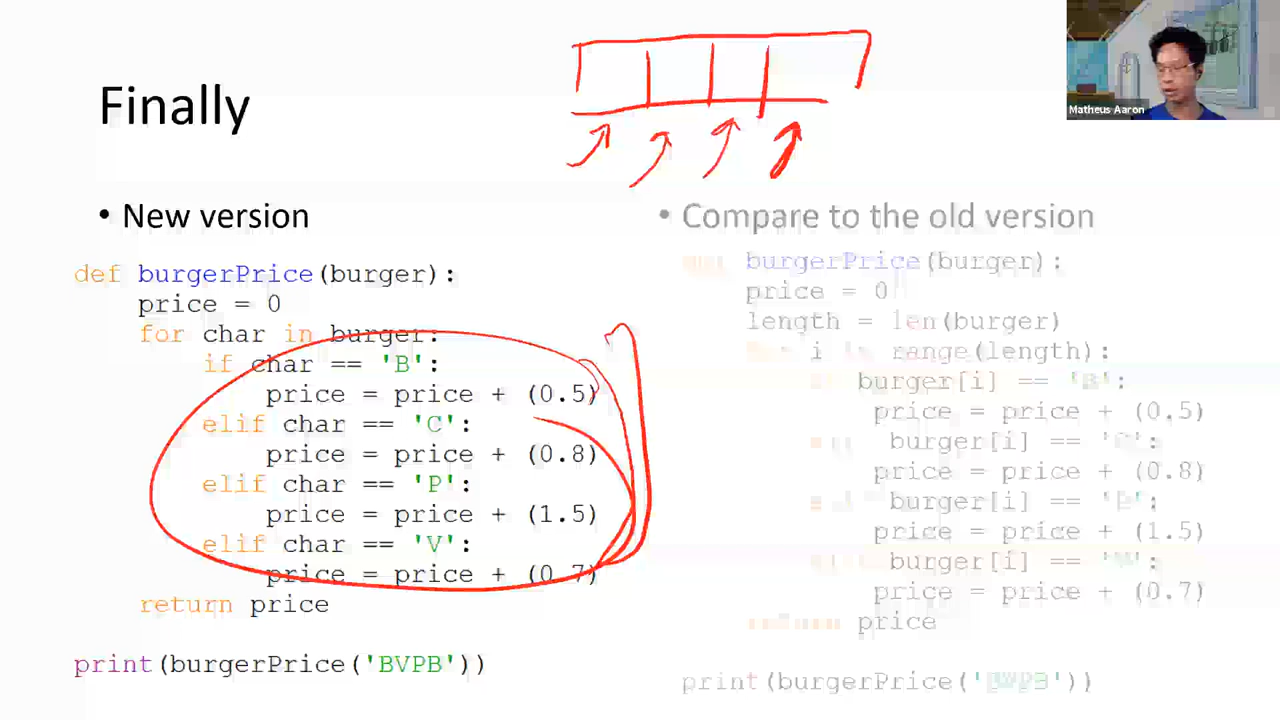 Finally
Matheus Aaron
• New version
def burgerPrice(burger):
price = 0
for char in burger:
if char == 'B':
price = price + (0.5)
elif char == 'C':
price = price + (0.8)
elif char == 'P':
price = price + (1.5)
elif char == 'V':
price = price + (0.7)
return price
print(burgerPrice('BVPB'))
• Compare to the old version
burgerPrice(burger):
price = 0
length = len(burger)
i range(length):
burger[i] == 'B':
price = price + (0.5)
burger[i] ==
price = price + (0.8)
burger[i] ==
price = price + (1.5)
burger[i] ==
price = price + (0.7)
price
print(burgerPrice('